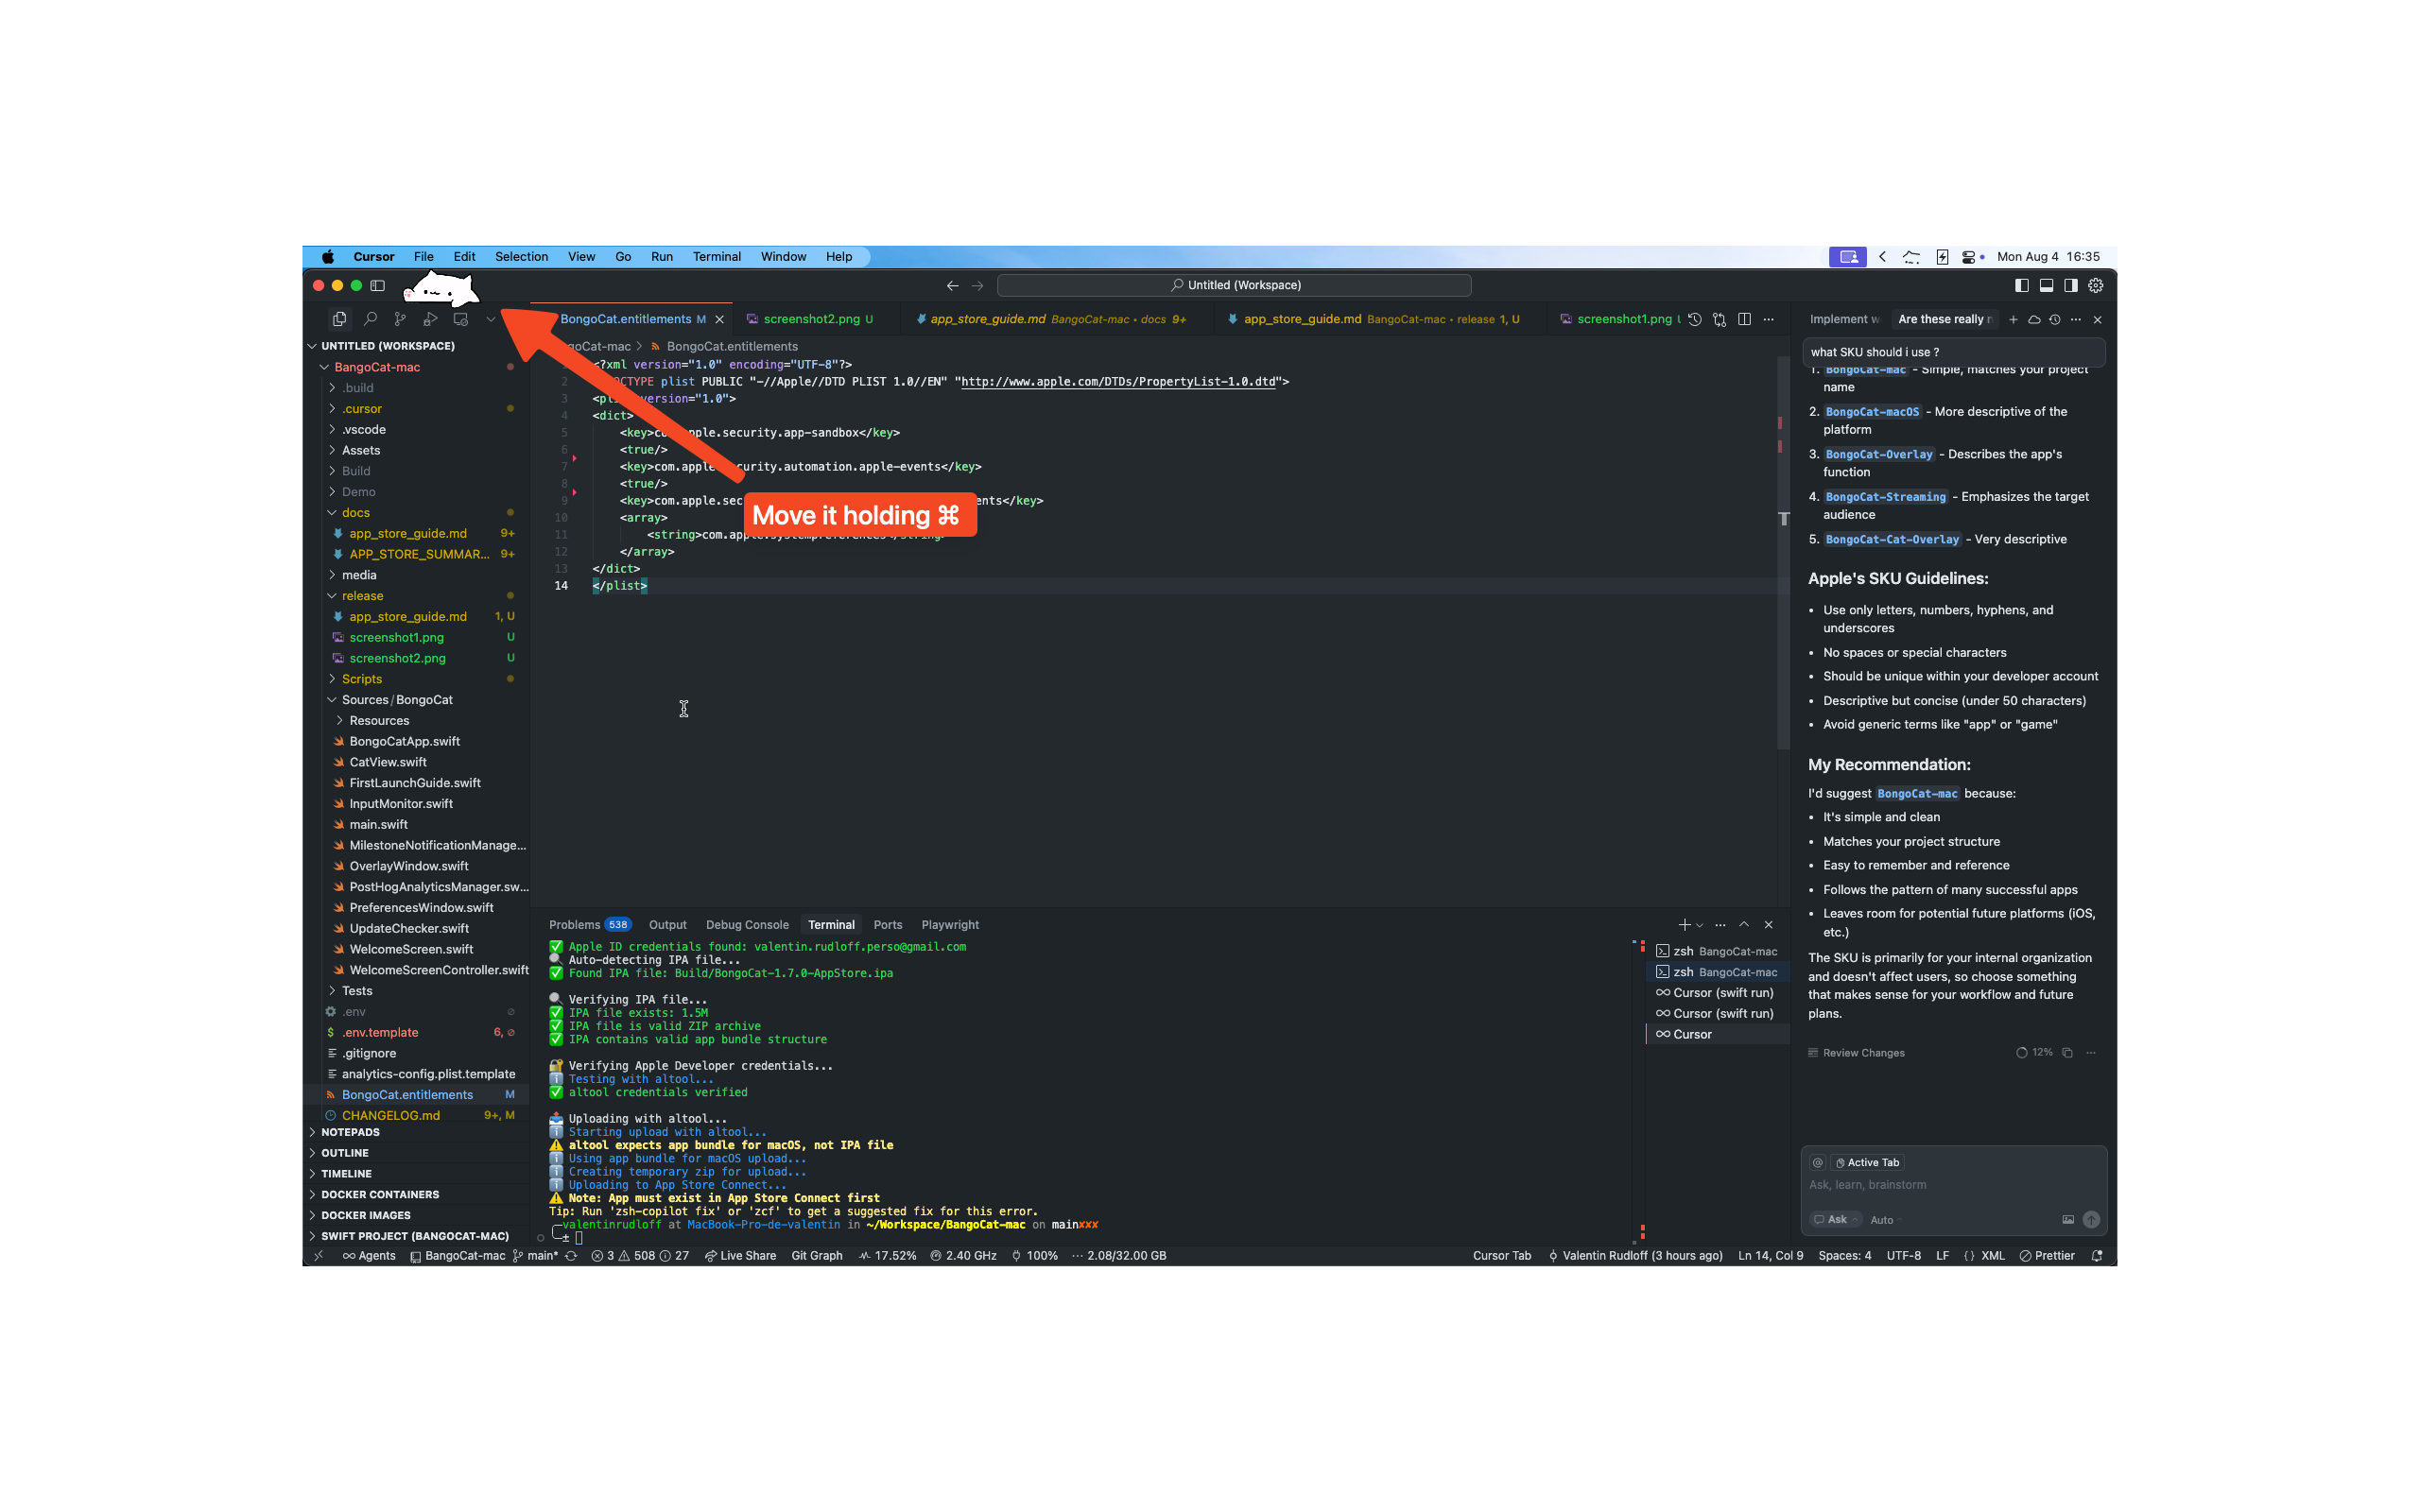 Cursor File Edit Selection View Go Run Terminal Window Help
Mon Aug 4 16:35
Untitled (Workspace)
BongoCat.entitlements M
screenshot2.png U
app_store_guide.md BangoCat-mac • docs 9+
app_store_guide.md BangoCat-mac • release 1, U
screenshot1.png
UNTITLED (WORKSPACE)
BangoCat-mac
.build
.cursor
.vscode
Assets
Build
Demo
docs
app_store_guide.md 9+
APP_STORE_SUMMAR... 9+
media
release
app_store_guide.md 1, U
screenshot1.png U
screenshot2.png U
Scripts
Sources/BongoCat
Resources
BongoCatApp.swift
CatView.swift
FirstLaunchGuide.swift
InputMonitor.swift
main.swift
MilestoneNotificationManage...
OverlayWindow.swift
PostHogAnalyticsManager.sw...
PreferencesWindow.swift
UpdateChecker.swift
WelcomeScreen.swift
WelcomeScreenController.swift
Tests
.env
.env.template 6,
.gitignore
analytics-config.plist.template
BongoCat.entitlements M
CHANGELOG.md 9+, M
NOTEPADS
OUTLINE
TIMELINE
DOCKER CONTAINERS
DOCKER IMAGES
SWIFT PROJECT (BANGOCAT-MAC)
goCat-mac > BongoCat.entitlements
<?xml version="1.0" encoding="UTF-8"?>
2 CTYPE plist PUBLIC "-//Apple//DTD PLIST 1.0//EN" "http://www.apple.com/DTDs/PropertyList-1.0.dtd">
3 <pl version="1.0">
4 <dict>
5 <key>co ple.security.app-sandbox</key>
6 <true/>
7 <key>com.apple curity.automation.apple-events</key>
8 <true/>
9 <key>com.apple.sec ents</key>
10 <array>
11 <string>com.app
12 </array>
13 </dict>
14 </plist>
Move it holding ⌘
Problems 538 Output Debug Console Terminal Ports Playwright
✅ Apple ID credentials found: valentin.rudloff.perso@gmail.com
🔍 Auto-detecting IPA file...
✅ Found IPA file: Build/BongoCat-1.7.0-AppStore.ipa
🔍 Verifying IPA file...
✅ IPA file exists: 1.5M
✅ IPA file is valid ZIP archive
✅ IPA contains valid app bundle structure
🔐 Verifying Apple Developer credentials...
ℹ️ Testing with altool...
✅ altool credentials verified
📤 Uploading with altool...
ℹ️ Starting upload with altool...
⚠️ altool expects app bundle for macOS, not IPA file
ℹ️ Using app bundle for macOS upload...
ℹ️ Creating temporary zip for upload...
ℹ️ Uploading to App Store Connect...
⚠️ Note: App must exist in App Store Connect first
Tip: Run 'zsh-copilot fix' or 'zcf' to get a suggested fix for this error.
valentinrudloff at MacBook-Pro-de-valentin in ~/Workspace/BangoCat-mac on main✘✘✘
±
zsh BangoCat-mac
zsh BangoCat-mac
Cursor (swift run)
Cursor (swift run)
Cursor
Implement w Are these really
what SKU should i use ?
1. BongoCat-mac - Simple, matches your project
name
2. BongoCat-macOS - More descriptive of the
platform
3. BongoCat-Overlay - Describes the app's
function
4. BongoCat-Streaming - Emphasizes the target
audience
5. BongoCat-Cat-Overlay - Very descriptive
Apple's SKU Guidelines:
• Use only letters, numbers, hyphens, and
underscores
• No spaces or special characters
• Should be unique within your developer account
• Descriptive but concise (under 50 characters)
• Avoid generic terms like "app" or "game"
My Recommendation:
I'd suggest BongoCat-mac because:
• It's simple and clean
• Matches your project structure
• Easy to remember and reference
• Follows the pattern of many successful apps
• Leaves room for potential future platforms (iOS,
etc.)
The SKU is primarily for your internal organization
and doesn't affect users, so choose something
that makes sense for your workflow and future
plans.
Review Changes 12%
@ Active Tab
Ask, learn, brainstorm
Ask Auto
Agents BangoCat-mac main* 3 508 27 Live Share Git Graph 17.52% 2.40 GHz 100% 2.08/32.00 GB
Cursor Tab Valentin Rudloff (3 hours ago) Ln 14, Col 9 Spaces: 4 UTF-8 LF {} XML Prettier